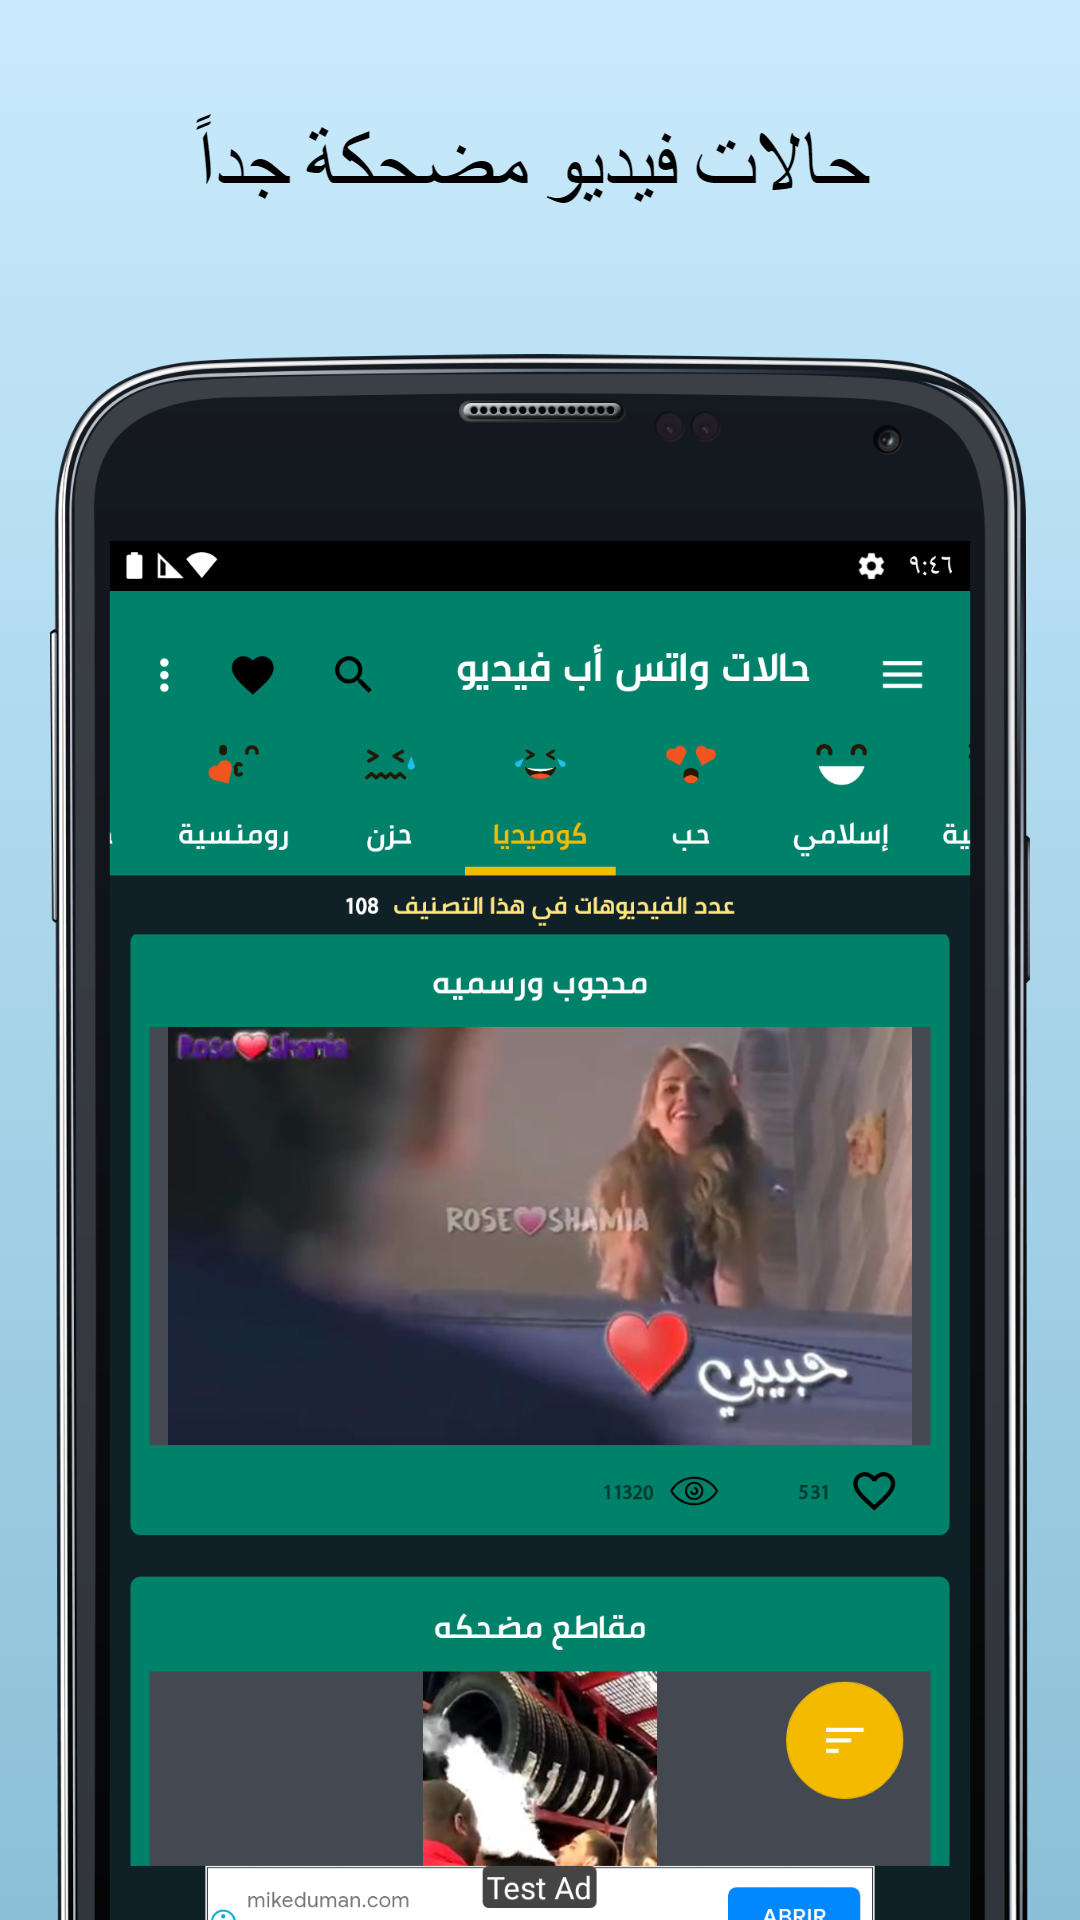 حالات فيديو مضحكة جداً
٩:٤٦
حالات واتس أب فيديو
إسلامي
حب
كوميديا
حزن
رومنسية
عدد الفيديوهات في هذا التصنيف 108
محجوب ورسميه
Rose Shamia
ROSE SHAMIA
حبيبي
531
11320
مقاطع مضحكه
Test Ad
mikeduman.com
ABRIR